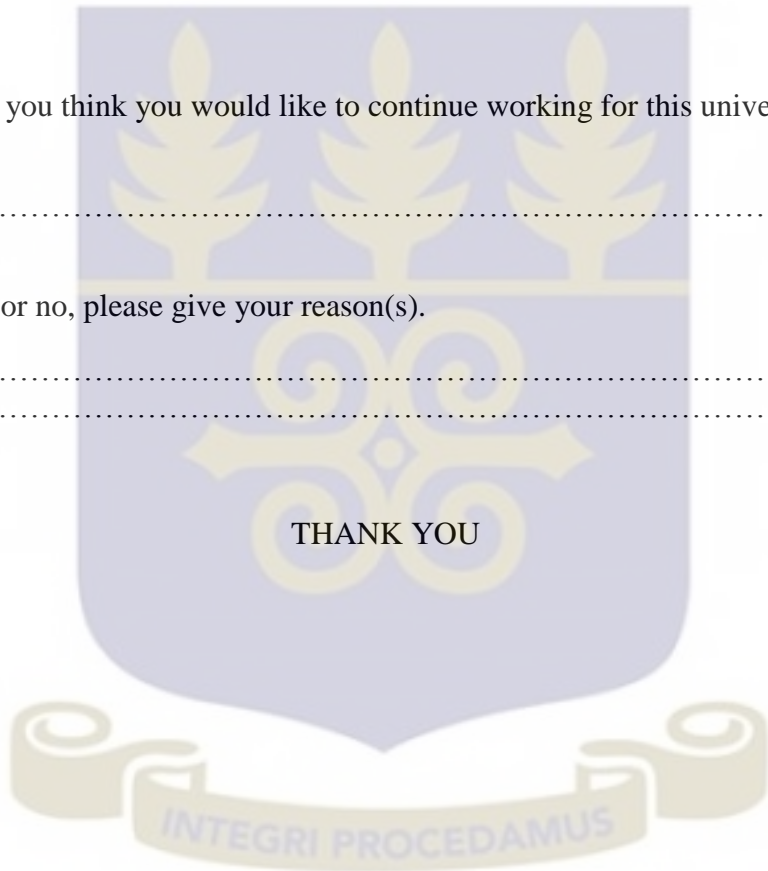 you think you would like to continue working for this unive
……………………………………………………………………
or no, please give your reason(s).
……………………………………………………………………
……………………………………………………………………
THANK YOU
INTEGRI PROCEDAMUS